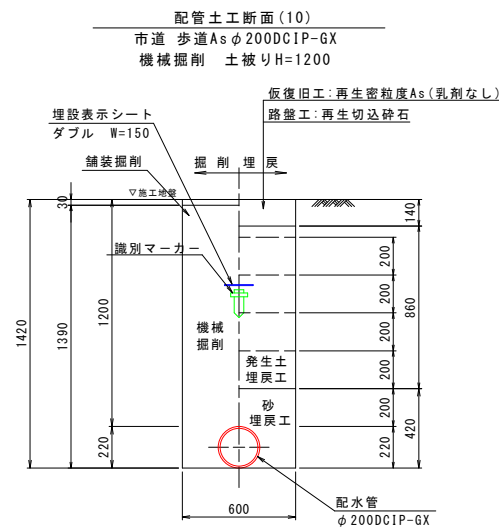 配管土工断面(10)
市道 歩道Asφ200DCIP-GX
機械掘削 土被りH=1200
仮復旧工:再生密粒度As(乳剤なし)
路盤工:再生切込砕石
埋設表示シート
ダブル W=150
舗装掘削
掘削 埋戻
▽施工地盤
30
140
識別マーカー
200
200
200
200
200
220
860
420
1420
1390
1200
220
機械
掘削
発生土
埋戻工
砂
埋戻工
600
配水管
φ200DCIP-GX